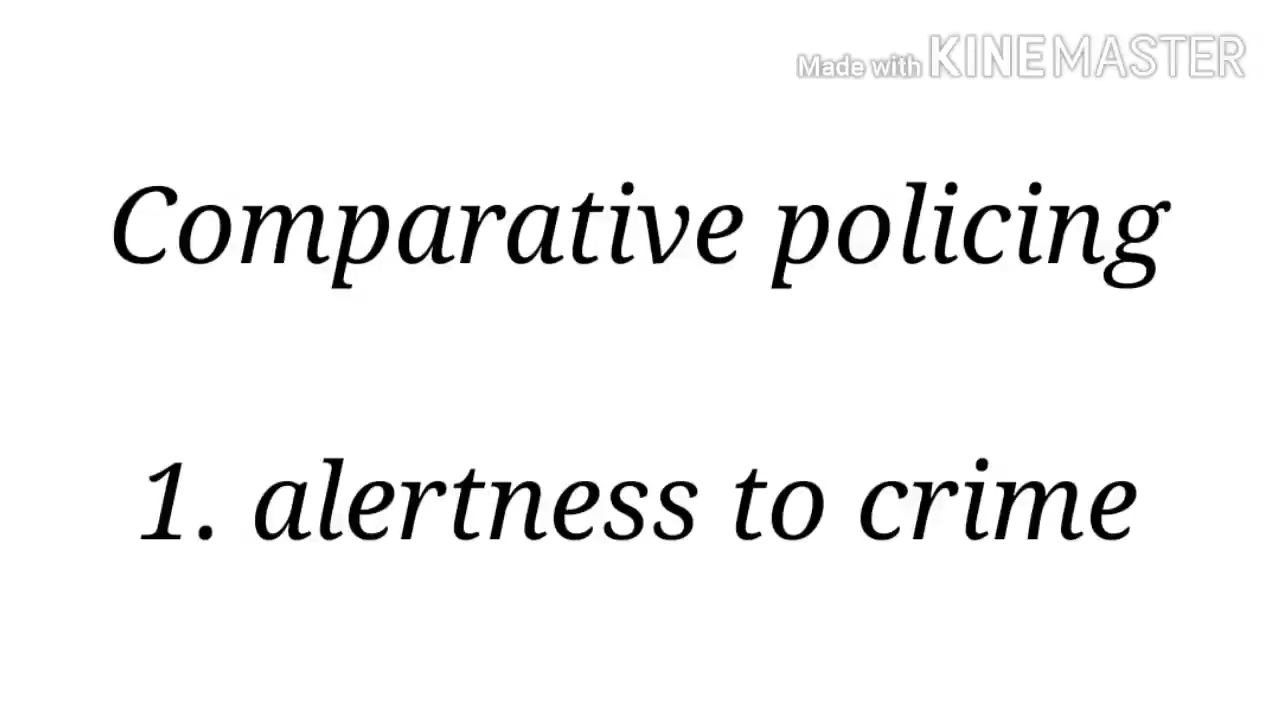 Made with KINEMASTER
Comparative policing
1. alertness to crime